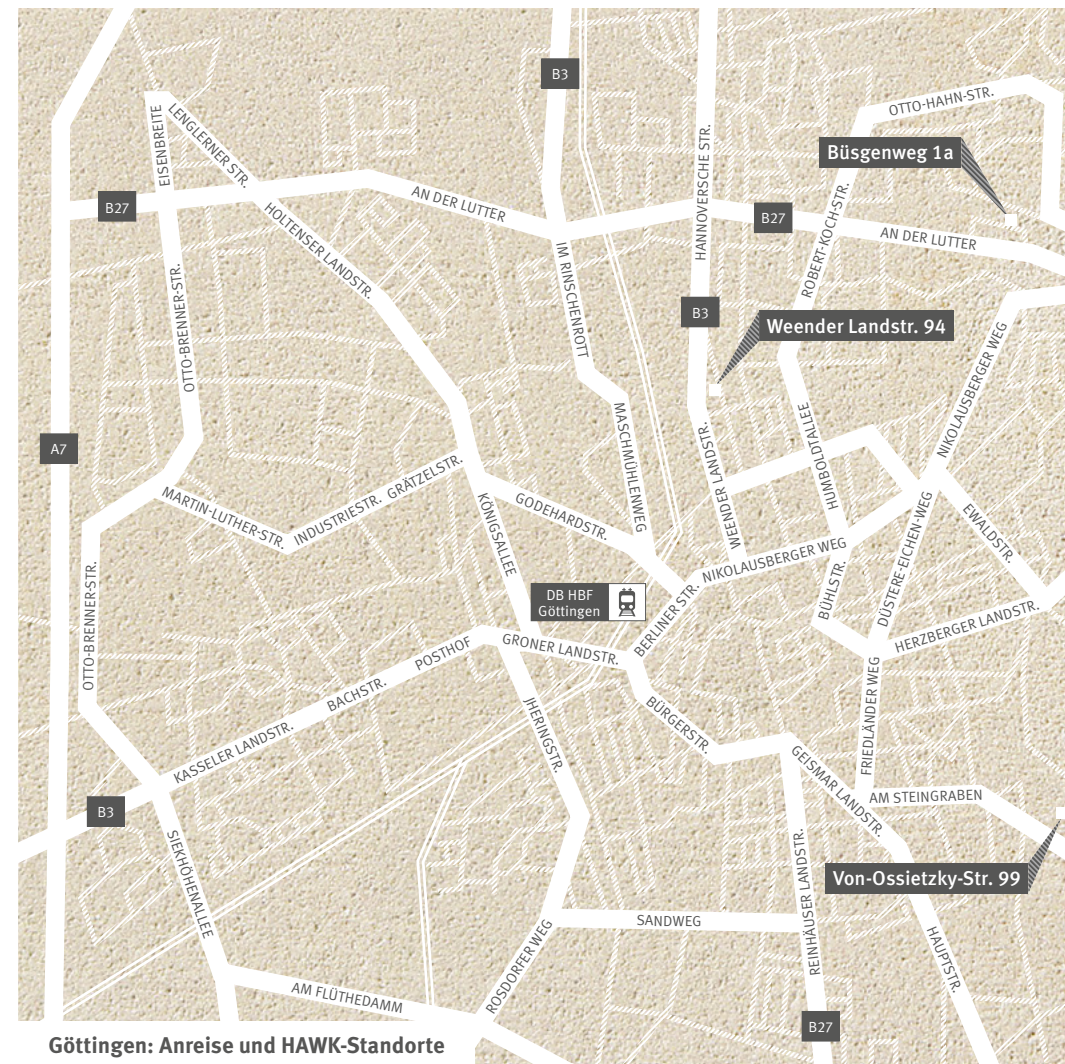 B3
OTTO-HAHN-STR.
EISENBREITE
LENGLERNER STR.
Büsgenweg 1a
B27
AN DER LUTTER
HANNOVERSCHE STR.
B27
AN DER LUTTER
HOLTENSER LANDSTR.
IM RINSCHENROTT
ROBERT-KOCH-STR.
B3
Weender Landstr. 94
OTTO-BRENNER-STR.
NIKOLAUSBERGER WEG
A7
MASCHMÜHLENWEG
WEENDER LANDSTR.
HUMBOLDTALLEE
MARTIN-LUTHER-STR.
INDUSTRIESTR.
GRÄTZELSTR.
KÖNIGSALLEE
GODEHARDSTR.
DÜSTERE-EICHEN-WEG
EWALDSTR.
NIKOLAUSBERGER WEG
DB HBF
Göttingen
BERLINER STR.
BÜHLSTR.
HERZBERGER LANDSTR.
OTTO-BRENNER-STR.
KASSELER LANDSTR.
BACHSTR.
POSTHOF
GRONER LANDSTR.
JHERINGSTR.
BÜRGERSTR.
FRIEDLÄNDER WEG
GEISMAR LANDSTR.
AM STEINGRABEN
B3
SIEKHÖHENALLEE
Von-Ossietzky-Str. 99
REINHÄUSER LANDSTR.
SANDWEG
HAUPTSTR.
ROSDORFER WEG
AM FLÜTHEDAMM
B27
Göttingen: Anreise und HAWK-Standorte